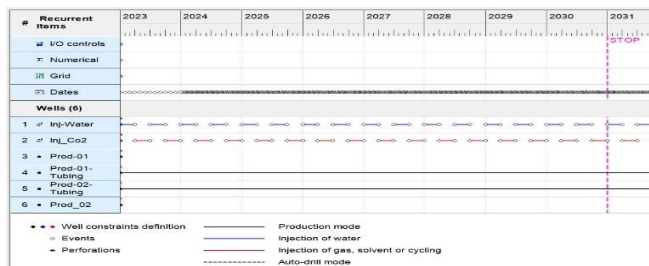 # Recurrent Items 2023 2024 2025 2026 2027 2028 2029 2030 2031
I/O controls
STOP
Numerical
Grid
Dates
Wells (6)
1 Inj-Water
2 Inj_Co2
3 Prod-01
4 Prod-01-Tubing
5 Prod-02-Tubing
6 Prod_02
Well constraints definition Production mode
Events Injection of water
Perforations Injection of gas, solvent or cycling
Auto-drill mode